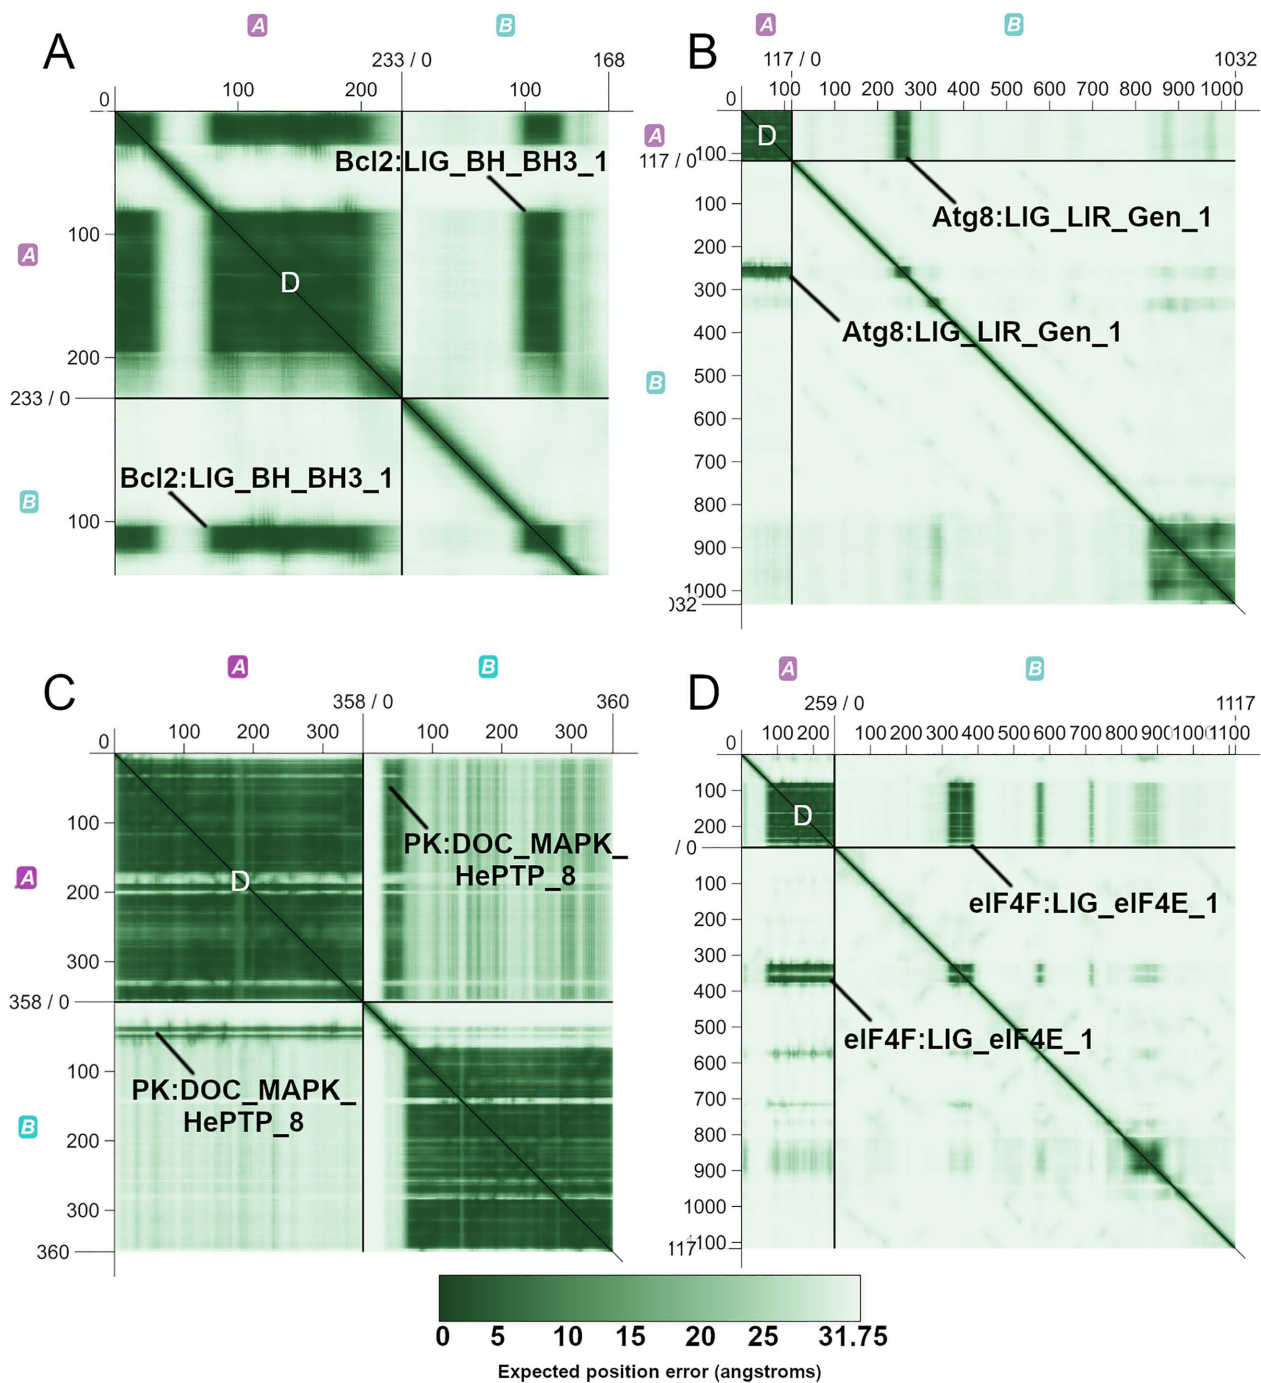 A
A
B
233 / 0
168
0
100
200
100
Bcl2:LIG_BH_BH3_1
100
A
D
200
233 / 0
Bcl2:LIG_BH_BH3_1
B
100
B
A
B
117 / 0
1032
0
100 100 200 300 400 500 600 700 800 900 1000
A
D
100
117 / 0
100
Atg8:LIG_LIR_Gen_1
200
300
Atg8:LIG_LIR_Gen_1
B
400
500
600
700
800
900
1000
032
C
A
B
358 / 0
360
0
100 200 300 100 200 300
100
PK:DOC_MAPK_
HePTP_8
A
D
200
300
358 / 0
100
PK:DOC_MAPK_
HePTP_8
B
200
300
360
D
A
B
259 / 0
1117
0
100 200 100 200 300 400 500 600 700 800 900 1000 1100
100
D
200
/ 0
100
eIF4F:LIG_eIF4E_1
200
300
400
500
eIF4F:LIG_eIF4E_1
600
700
800
900
1000
1100
117
0 5 10 15 20 25 31.75
Expected position error (angstroms)